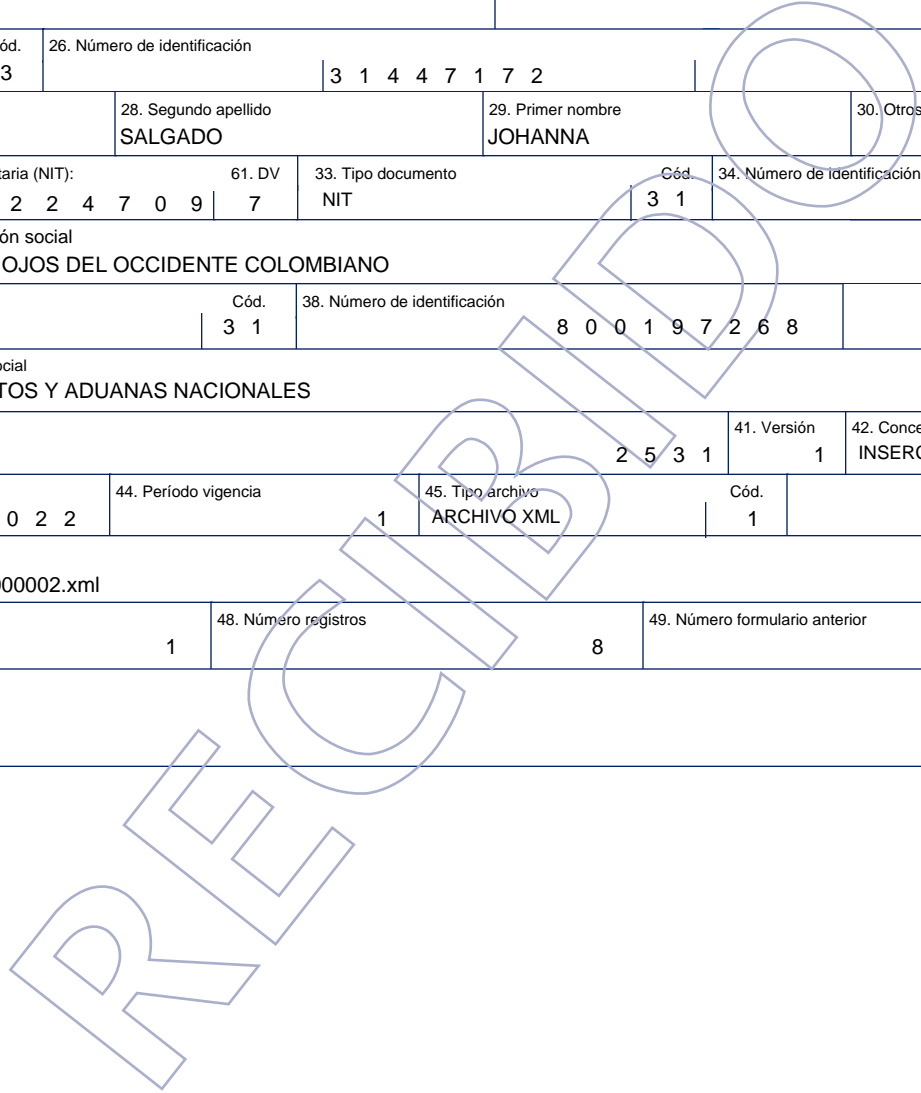 ód. 26. Número de identificación
3 3 1 4 4 7 1 7 2
28. Segundo apellido 29. Primer nombre 30. Otros
SALGADO JOHANNA
taria (NIT): 61. DV 33. Tipo documento Cód. 34. Número de identificación
2 2 4 7 0 9 7 NIT 3 1
ón social
OJOS DEL OCCIDENTE COLOMBIANO
Cód. 38. Número de identificación
3 1 8 0 0 1 9 7 2 6 8
ocial
TOS Y ADUANAS NACIONALES
41. Versión 42. Conce
2 5 3 1 1 INSERC
44. Período vigencia 45. Tipo archivo Cód.
0 2 2 1 ARCHIVO XML 1
000002.xml
48. Número registros 49. Número formulario anterior
1 8
RECIBIDO